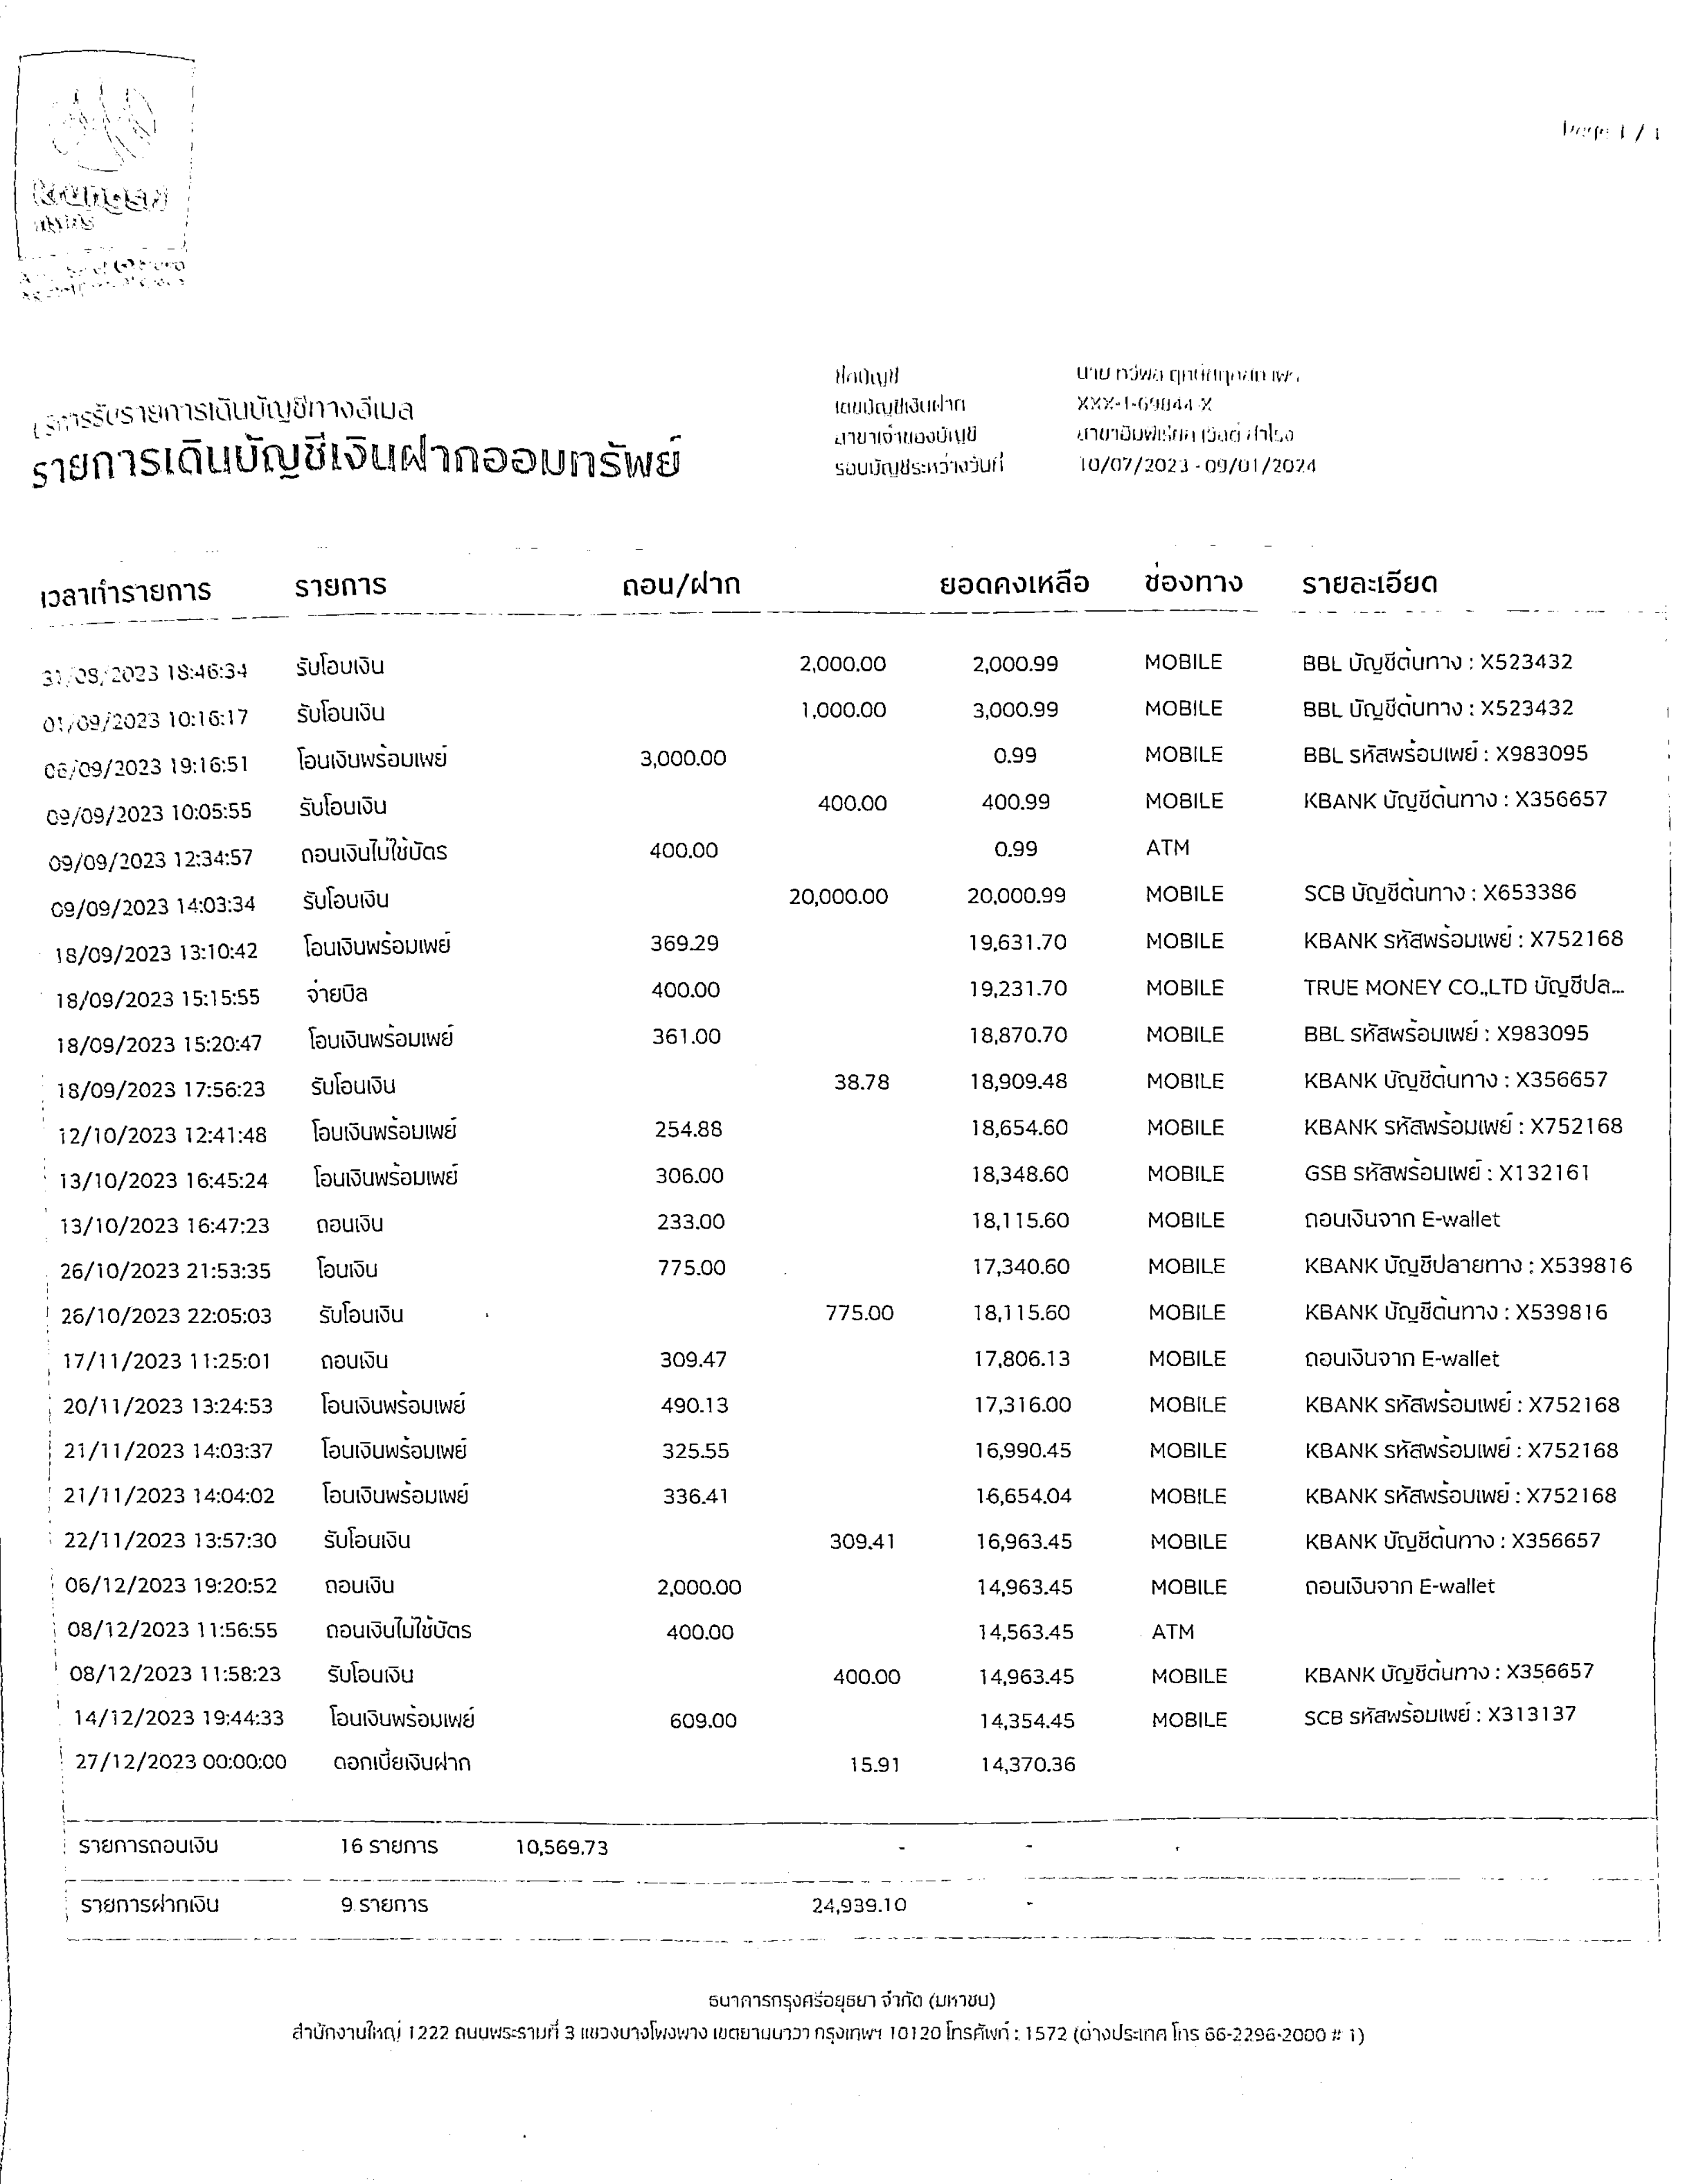 krungsri
กรุงศรี
Page 1 / 1
บริการรับรายการเดินบัญชีทางอีเมล
รายการเดินบัญชีเงินฝากออมทรัพย์
ชื่อบัญชี นาย
เลขบัญชีเงินฝาก XXX-1-69844-X
สาขาเจ้าของบัญชี สาขาอิมพีเรียล เวิลด์ สำโรง
รอบบัญชีระหว่างวันที่ 10/07/2023 - 09/01/2024
เวลาทำรายการ รายการ ถอน/ฝาก ยอดคงเหลือ ช่องทาง รายละเอียด
31/08/2023 18:46:34 รับโอนเงิน 2,000.00 2,000.99 MOBILE BBL บัญชีต้นทาง : X523432
01/09/2023 10:16:17 รับโอนเงิน 1,000.00 3,000.99 MOBILE BBL บัญชีต้นทาง : X523432
06/09/2023 19:16:51 โอนเงินพร้อมเพย์ 3,000.00 0.99 MOBILE BBL รหัสพร้อมเพย์ : X983095
09/09/2023 10:05:55 รับโอนเงิน 400.00 400.99 MOBILE KBANK บัญชีต้นทาง : X356657
09/09/2023 12:34:57 ถอนเงินไม่ใช้บัตร 400.00 0.99 ATM
09/09/2023 14:03:34 รับโอนเงิน 20,000.00 20,000.99 MOBILE SCB บัญชีต้นทาง : X653386
18/09/2023 13:10:42 โอนเงินพร้อมเพย์ 369.29 19,631.70 MOBILE KBANK รหัสพร้อมเพย์ : X752168
18/09/2023 15:15:55 จ่ายบิล 400.00 19,231.70 MOBILE TRUE MONEY CO.,LTD บัญชีปล...
18/09/2023 15:20:47 โอนเงินพร้อมเพย์ 361.00 18,870.70 MOBILE BBL รหัสพร้อมเพย์ : X983095
18/09/2023 17:56:23 รับโอนเงิน 38.78 18,909.48 MOBILE KBANK บัญชีต้นทาง : X356657
12/10/2023 12:41:48 โอนเงินพร้อมเพย์ 254.88 18,654.60 MOBILE KBANK รหัสพร้อมเพย์ : X752168
13/10/2023 16:45:24 โอนเงินพร้อมเพย์ 306.00 18,348.60 MOBILE GSB รหัสพร้อมเพย์ : X132161
13/10/2023 16:47:23 ถอนเงิน 233.00 18,115.60 MOBILE ถอนเงินจาก E-wallet
26/10/2023 21:53:35 โอนเงิน 775.00 17,340.60 MOBILE KBANK บัญชีปลายทาง : X539816
26/10/2023 22:05:03 รับโอนเงิน 775.00 18,115.60 MOBILE KBANK บัญชีต้นทาง : X539816
17/11/2023 11:25:01 ถอนเงิน 309.47 17,806.13 MOBILE ถอนเงินจาก E-wallet
20/11/2023 13:24:53 โอนเงินพร้อมเพย์ 490.13 17,316.00 MOBILE KBANK รหัสพร้อมเพย์ : X752168
21/11/2023 14:03:37 โอนเงินพร้อมเพย์ 325.55 16,990.45 MOBILE KBANK รหัสพร้อมเพย์ : X752168
21/11/2023 14:04:02 โอนเงินพร้อมเพย์ 336.41 16,654.04 MOBILE KBANK รหัสพร้อมเพย์ : X752168
22/11/2023 13:57:30 รับโอนเงิน 309.41 16,963.45 MOBILE KBANK บัญชีต้นทาง : X356657
06/12/2023 19:20:52 ถอนเงิน 2,000.00 14,963.45 MOBILE ถอนเงินจาก E-wallet
08/12/2023 11:56:55 ถอนเงินไม่ใช้บัตร 400.00 14,563.45 ATM
08/12/2023 11:58:23 รับโอนเงิน 400.00 14,963.45 MOBILE KBANK บัญชีต้นทาง : X356657
14/12/2023 19:44:33 โอนเงินพร้อมเพย์ 609.00 14,354.45 MOBILE SCB รหัสพร้อมเพย์ : X313137
27/12/2023 00:00:00 ดอกเบี้ยเงินฝาก 15.91 14,370.36
รายการถอนเงิน 16 รายการ 10,569.73 - -
รายการฝากเงิน 9 รายการ 24,939.10 -
ธนาคารกรุงศรีอยุธยา จำกัด (มหาชน)
สำนักงานใหญ่ 1222 ถนนพระรามที่ 3 แขวงบางโพงพาง เขตยานนาวา กรุงเทพฯ 10120 โทรศัพท์ : 1572 (ต่างประเทศ โทร 66-2296-2000 # 1)